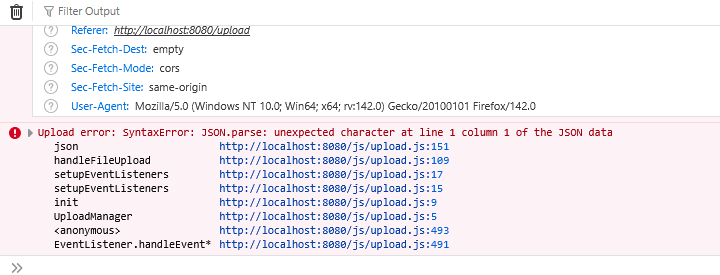 Filter Output
Referer: http://localhost:8080/upload
Sec-Fetch-Dest: empty
Sec-Fetch-Mode: cors
Sec-Fetch-Site: same-origin
User-Agent: Mozilla/5.0 (Windows NT 10.0; Win64; x64; rv:142.0) Gecko/20100101 Firefox/142.0
Upload error: SyntaxError: JSON.parse: unexpected character at line 1 column 1 of the JSON data
json http://localhost:8080/js/upload.js:151
handleFileUpload http://localhost:8080/js/upload.js:109
setupEventListeners http://localhost:8080/js/upload.js:17
setupEventListeners http://localhost:8080/js/upload.js:15
init http://localhost:8080/js/upload.js:9
UploadManager http://localhost:8080/js/upload.js:5
<anonymous> http://localhost:8080/js/upload.js:493
EventListener.handleEvent* http://localhost:8080/js/upload.js:491